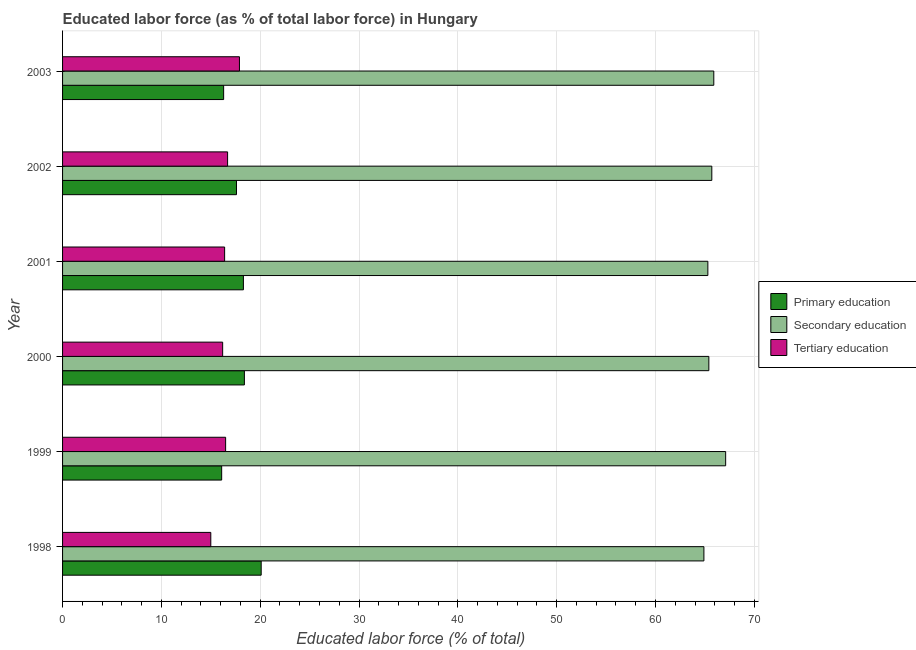 Educated labor force (as % of total labor force) in Hungary
2003
2002
2001
2000
1999
1998
Year
0
10
20
30
40
50
60
70
Educated labor force (% of total)
Primary education
Secondary education
Tertiary education